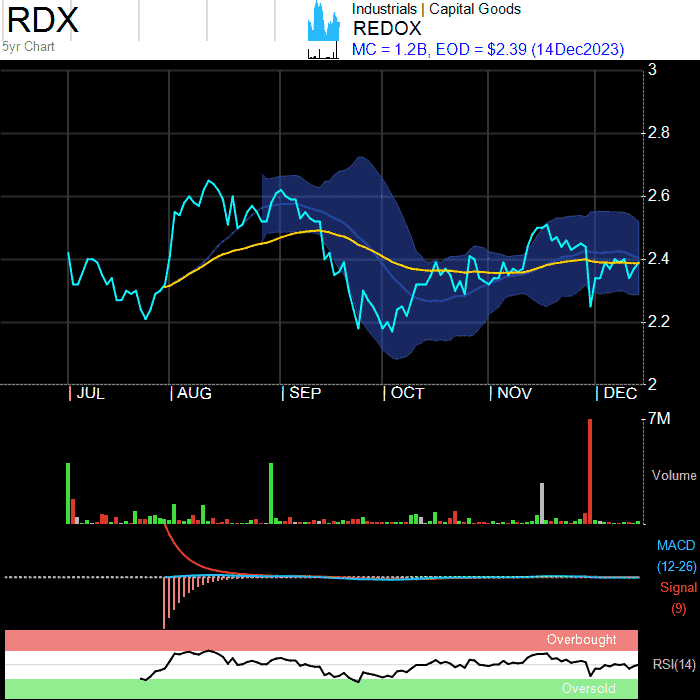 RDX
5yr Chart
Industrials | Capital Goods
REDOX
MC = 1.2B, EOD = $2.39 (14Dec2023)
3
2.8
2.6
2.4
2.2
2
JUL AUG SEP OCT NOV DEC
7M
Volume
MACD
(12-26)
Signal
(9)
Overbought
RSI(14)
Oversold